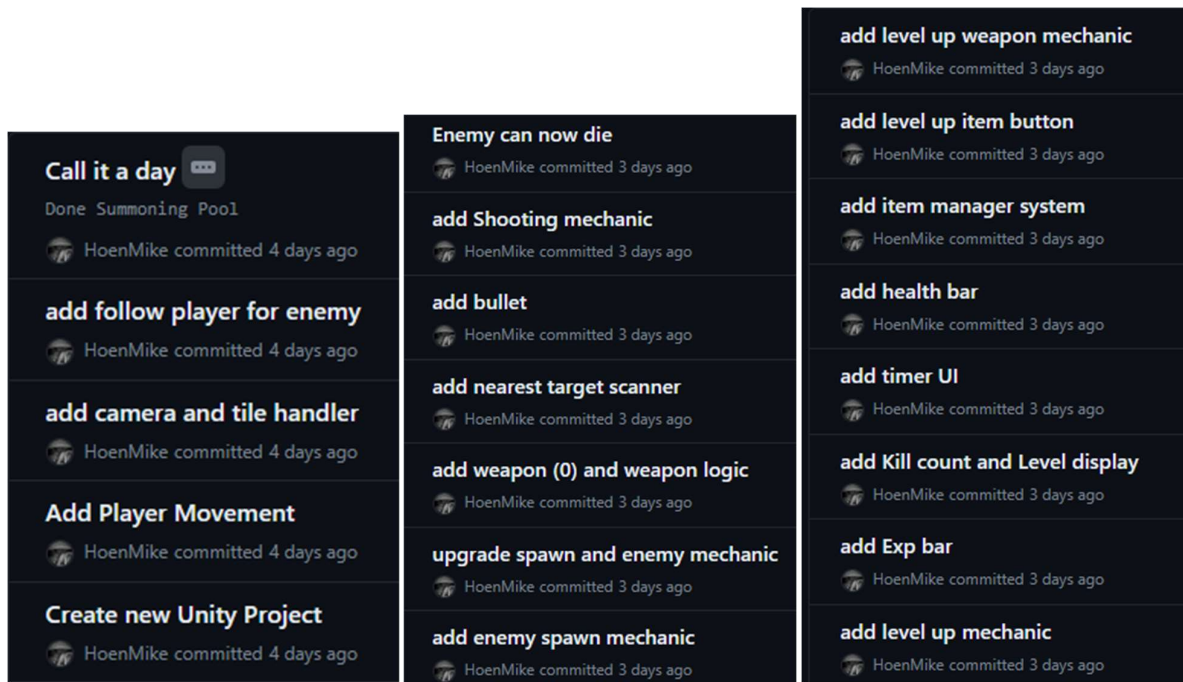 Call it a day
Done Summoning Pool
HoenMike committed 4 days ago
add follow player for enemy
HoenMike committed 4 days ago
add camera and tile handler
HoenMike committed 4 days ago
Add Player Movement
HoenMike committed 4 days ago
Create new Unity Project
HoenMike committed 4 days ago
Enemy can now die
HoenMike committed 3 days ago
add Shooting mechanic
HoenMike committed 3 days ago
add bullet
HoenMike committed 3 days ago
add nearest target scanner
HoenMike committed 3 days ago
add weapon (0) and weapon logic
HoenMike committed 3 days ago
upgrade spawn and enemy mechanic
HoenMike committed 3 days ago
add enemy spawn mechanic
HoenMike committed 3 days ago
add level up weapon mechanic
HoenMike committed 3 days ago
add level up item button
HoenMike committed 3 days ago
add item manager system
HoenMike committed 3 days ago
add health bar
HoenMike committed 3 days ago
add timer UI
HoenMike committed 3 days ago
add Kill count and Level display
HoenMike committed 3 days ago
add Exp bar
HoenMike committed 3 days ago
add level up mechanic
HoenMike committed 3 days ago